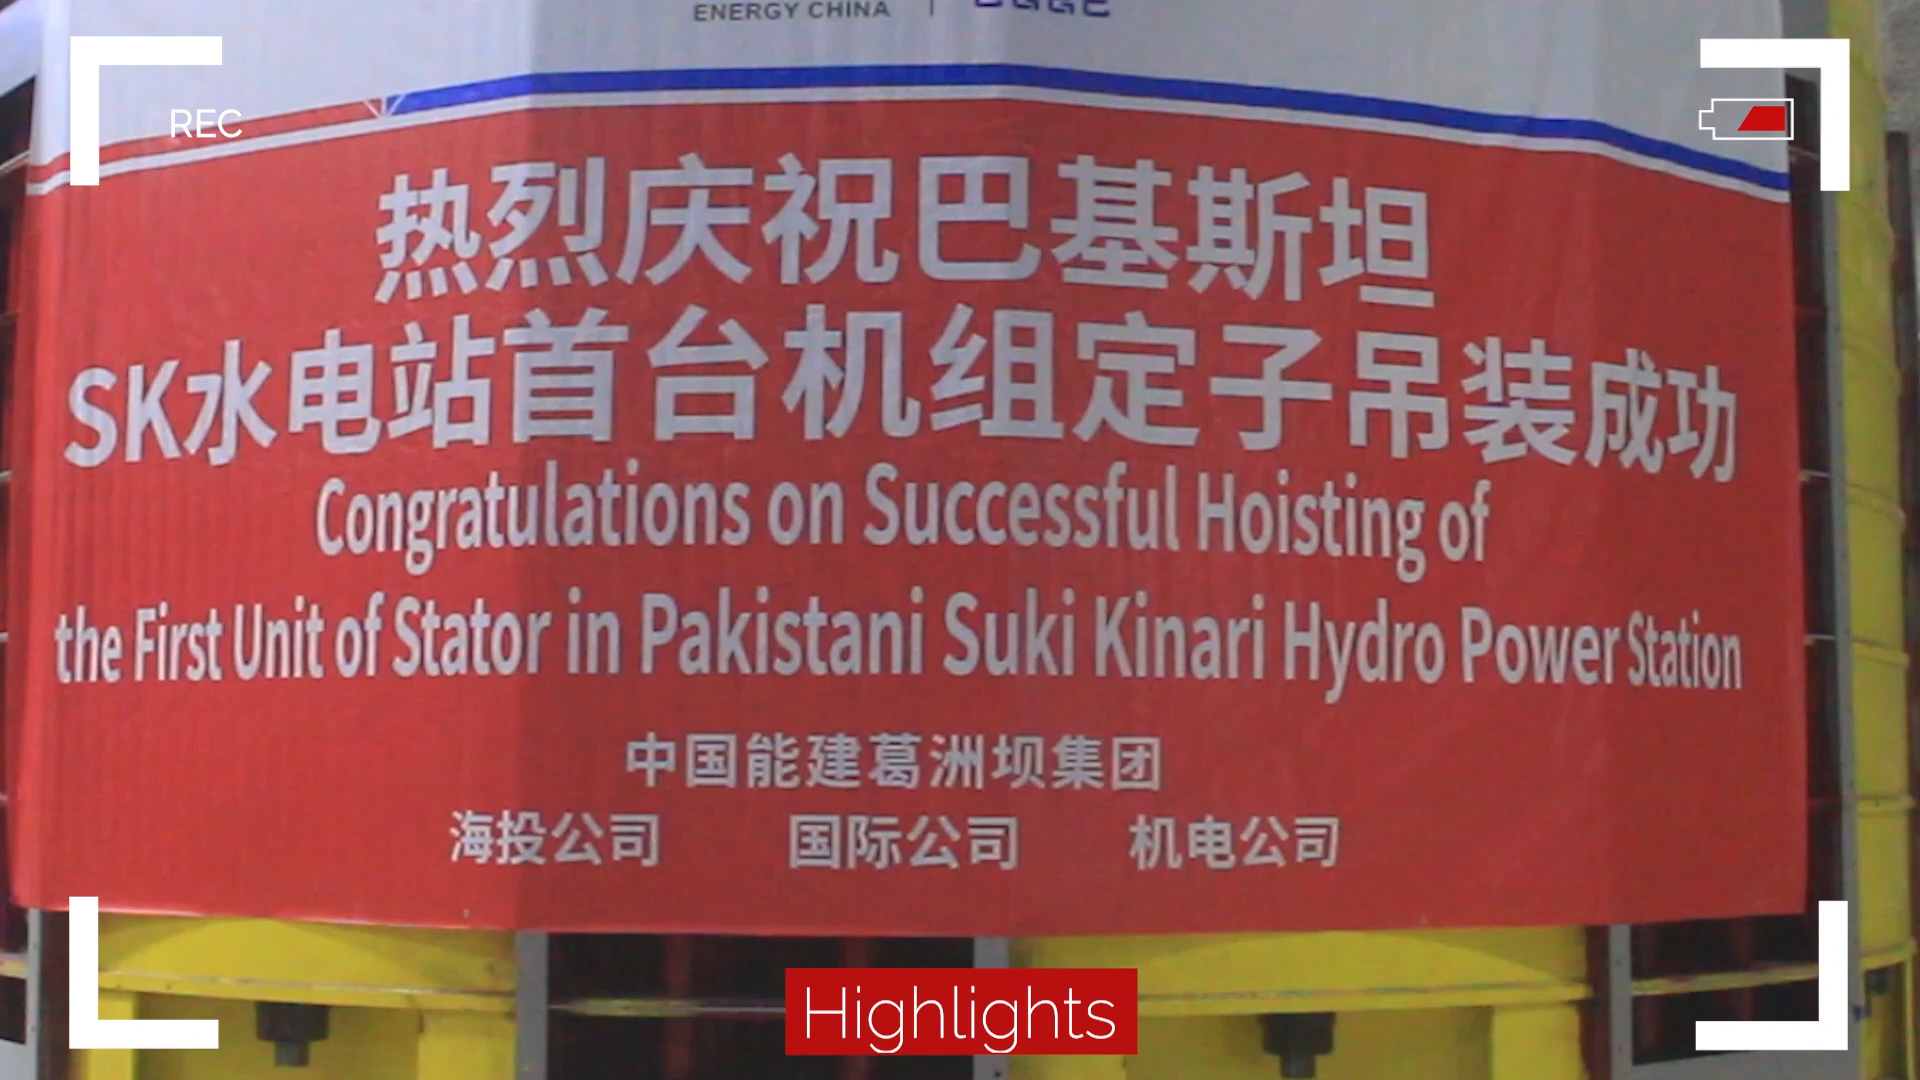 ENERGY CHINA | CGGC
REC
热烈庆祝巴基斯坦
SK水电站首台机组定子吊装成功
Congratulations on Successful Hoisting of
the First Unit of Stator in Pakistani Suki Kinari Hydro Power Station
中国能建葛洲坝集团
海投公司 国际公司 机电公司
Highlights